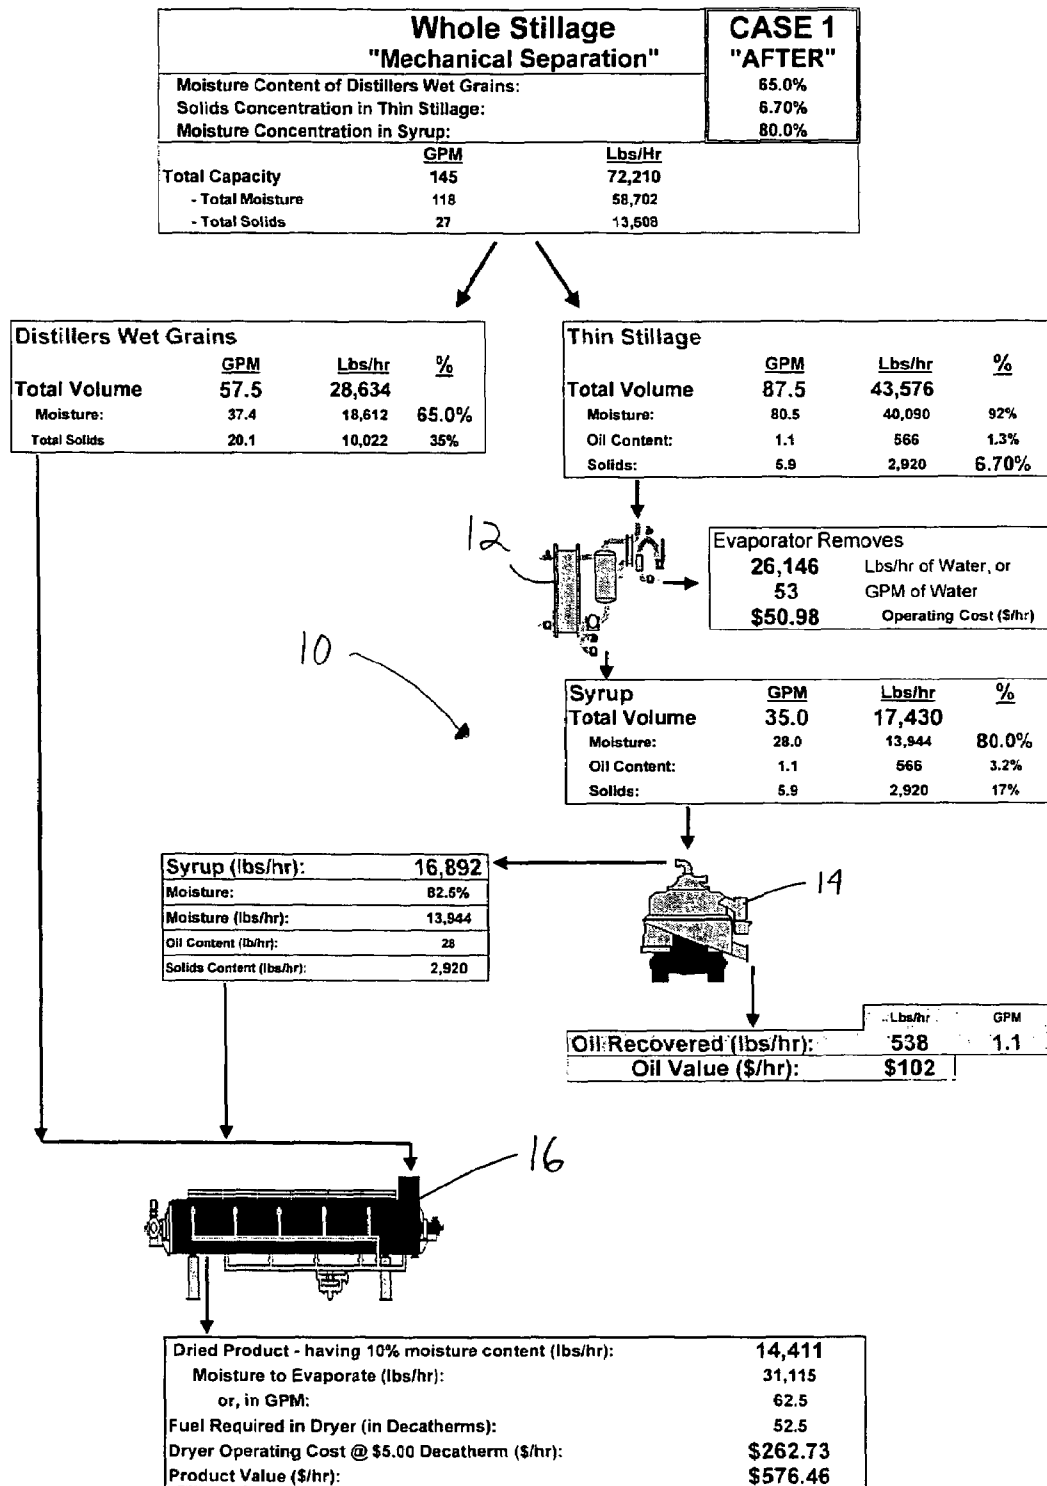 Whole Stillage CASE 1
"Mechanical Separation" "AFTER"
Moisture Content of Distillers Wet Grains: 65.0%
Solids Concentration in Thin Stillage: 6.70%
Moisture Concentration in Syrup: 80.0%
GPM Lbs/Hr
Total Capacity 145 72,210
- Total Moisture 118 58,702
- Total Solids 27 13,508
Distillers Wet Grains
GPM Lbs/hr %
Total Volume 57.5 28,634
Moisture: 37.4 18,612 65.0%
Total Solids 20.1 10,022 35%
Thin Stillage
GPM Lbs/hr %
Total Volume 87.5 43,576
Moisture: 80.5 40,090 92%
Oil Content: 1.1 566 1.3%
Solids: 5.9 2,920 6.70%
12
Evaporator Removes
26,146 Lbs/hr of Water, or
53 GPM of Water
$50.98 Operating Cost ($/hr)
10
Syrup GPM Lbs/hr %
Total Volume 35.0 17,430
Moisture: 28.0 13,944 80.0%
Oil Content: 1.1 566 3.2%
Solids: 5.9 2,920 17%
Syrup (lbs/hr): 16,892
Moisture: 82.5%
Moisture (lbs/hr): 13,944
Oil Content (lb/hr): 28
Solids Content (lbs/hr): 2,920
14
Lbs/hr GPM
Oil Recovered (lbs/hr): 538 1.1
Oil Value ($/hr): $102
16
Dried Product - having 10% moisture content (lbs/hr): 14,411
Moisture to Evaporate (lbs/hr): 31,115
or, in GPM: 62.5
Fuel Required in Dryer (in Decatherms): 52.5
Dryer Operating Cost @ $5.00 Decatherm ($/hr): $262.73
Product Value ($/hr): $576.46